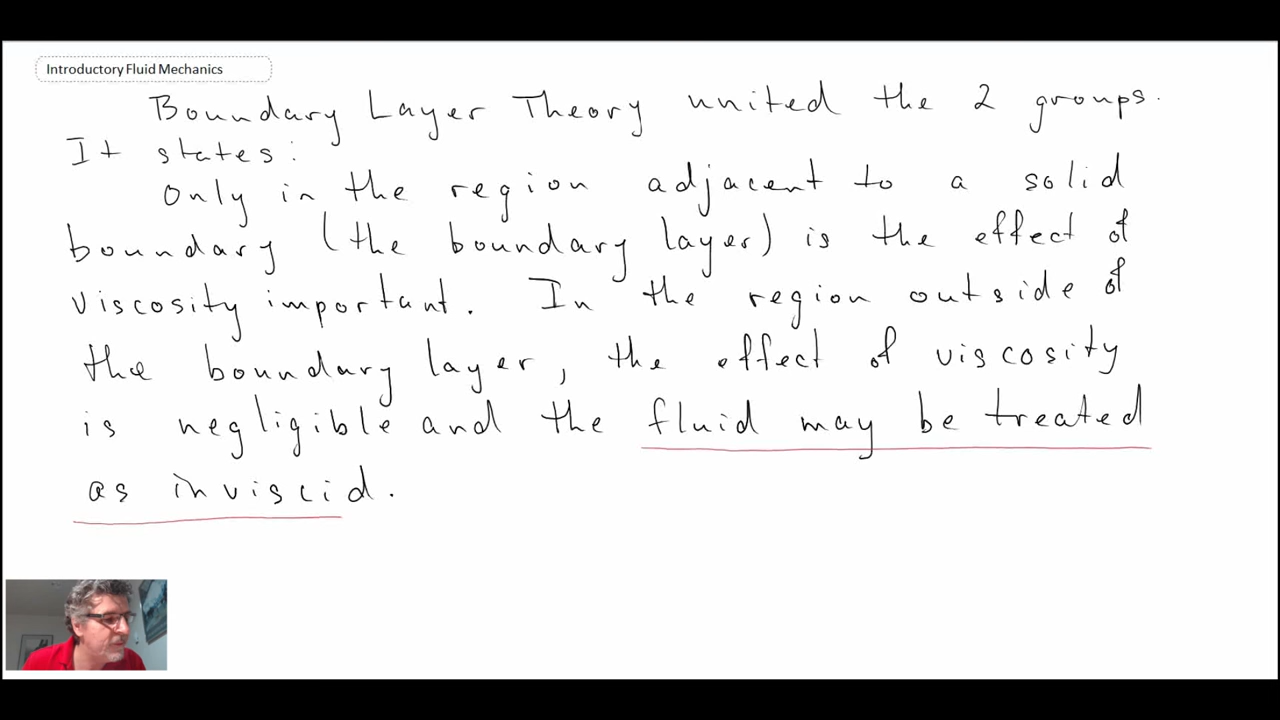 Introductory Fluid Mechanics
Boundary Layer Theory united the 2 groups.
It states:
Only in the region adjacent to a solid
boundary (the boundary layer) is the effect of
viscosity important. In the region outside of
the boundary layer, the effect of viscosity
is negligible and the fluid may be treated
as inviscid.